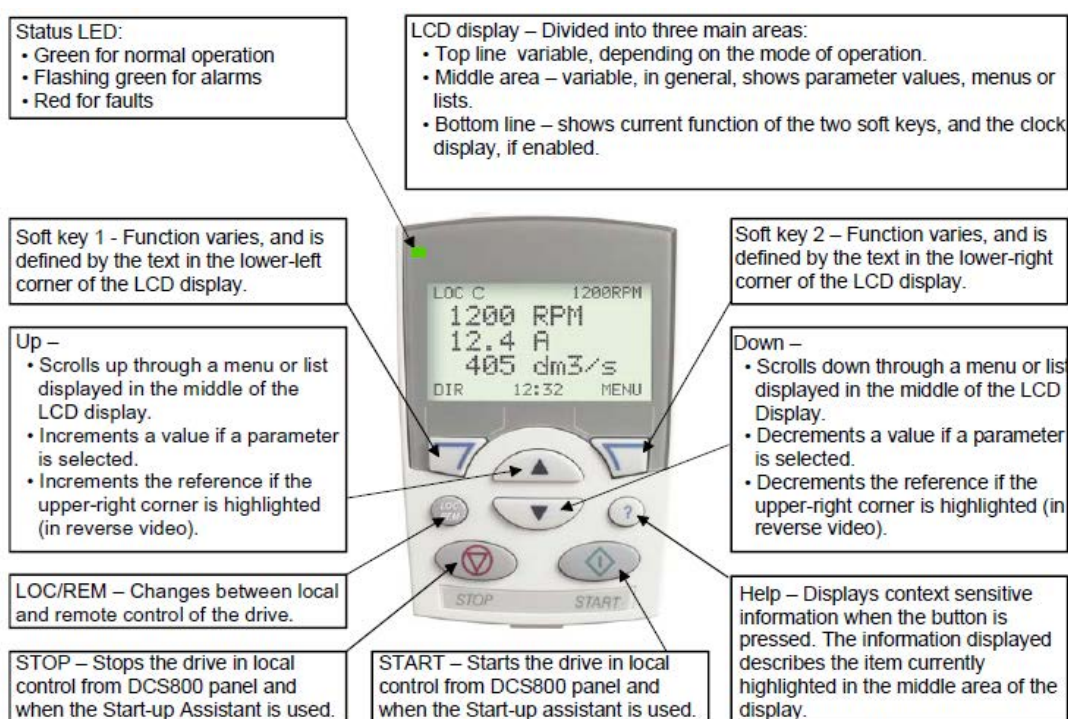 Status LED:
• Green for normal operation
• Flashing green for alarms
• Red for faults
LCD display – Divided into three main areas:
• Top line variable, depending on the mode of operation.
• Middle area – variable, in general, shows parameter values, menus or
lists.
• Bottom line – shows current function of the two soft keys, and the clock
display, if enabled.
Soft key 1 - Function varies, and is
defined by the text in the lower-left
corner of the LCD display.
Soft key 2 – Function varies, and is
defined by the text in the lower-right
corner of the LCD display.
LOC C 1200RPM
1200 RPM
12.4 A
405 dm3/s
DIR 12:32 MENU
Up –
• Scrolls up through a menu or list
displayed in the middle of the
LCD display.
• Increments a value if a parameter
is selected.
• Increments the reference if the
upper-right corner is highlighted
(in reverse video).
Down –
• Scrolls down through a menu or list
displayed in the middle of the LCD
Display.
• Decrements a value if a parameter
is selected.
• Decrements the reference if the
upper-right corner is highlighted (in
reverse video).
LOC
REM
?
STOP START
LOC/REM – Changes between local
and remote control of the drive.
Help – Displays context sensitive
information when the button is
pressed. The information displayed
describes the item currently
highlighted in the middle area of the
display.
STOP – Stops the drive in local
control from DCS800 panel and
when the Start-up Assistant is used.
START – Starts the drive in local
control from DCS800 panel and
when the Start-up assistant is used.